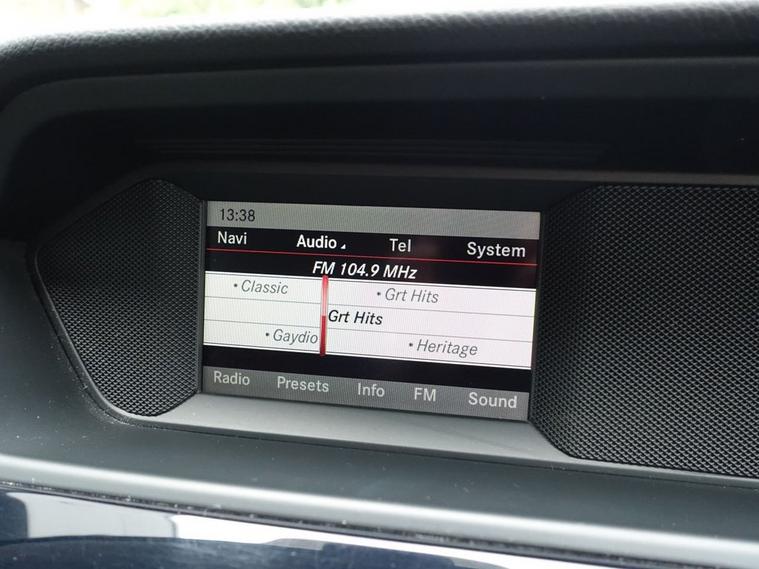 13:38
Navi Audio Tel System
FM 104.9 MHz
• Classic • Grt Hits
Grt Hits
• Gaydio • Heritage
Radio Presets Info FM Sound